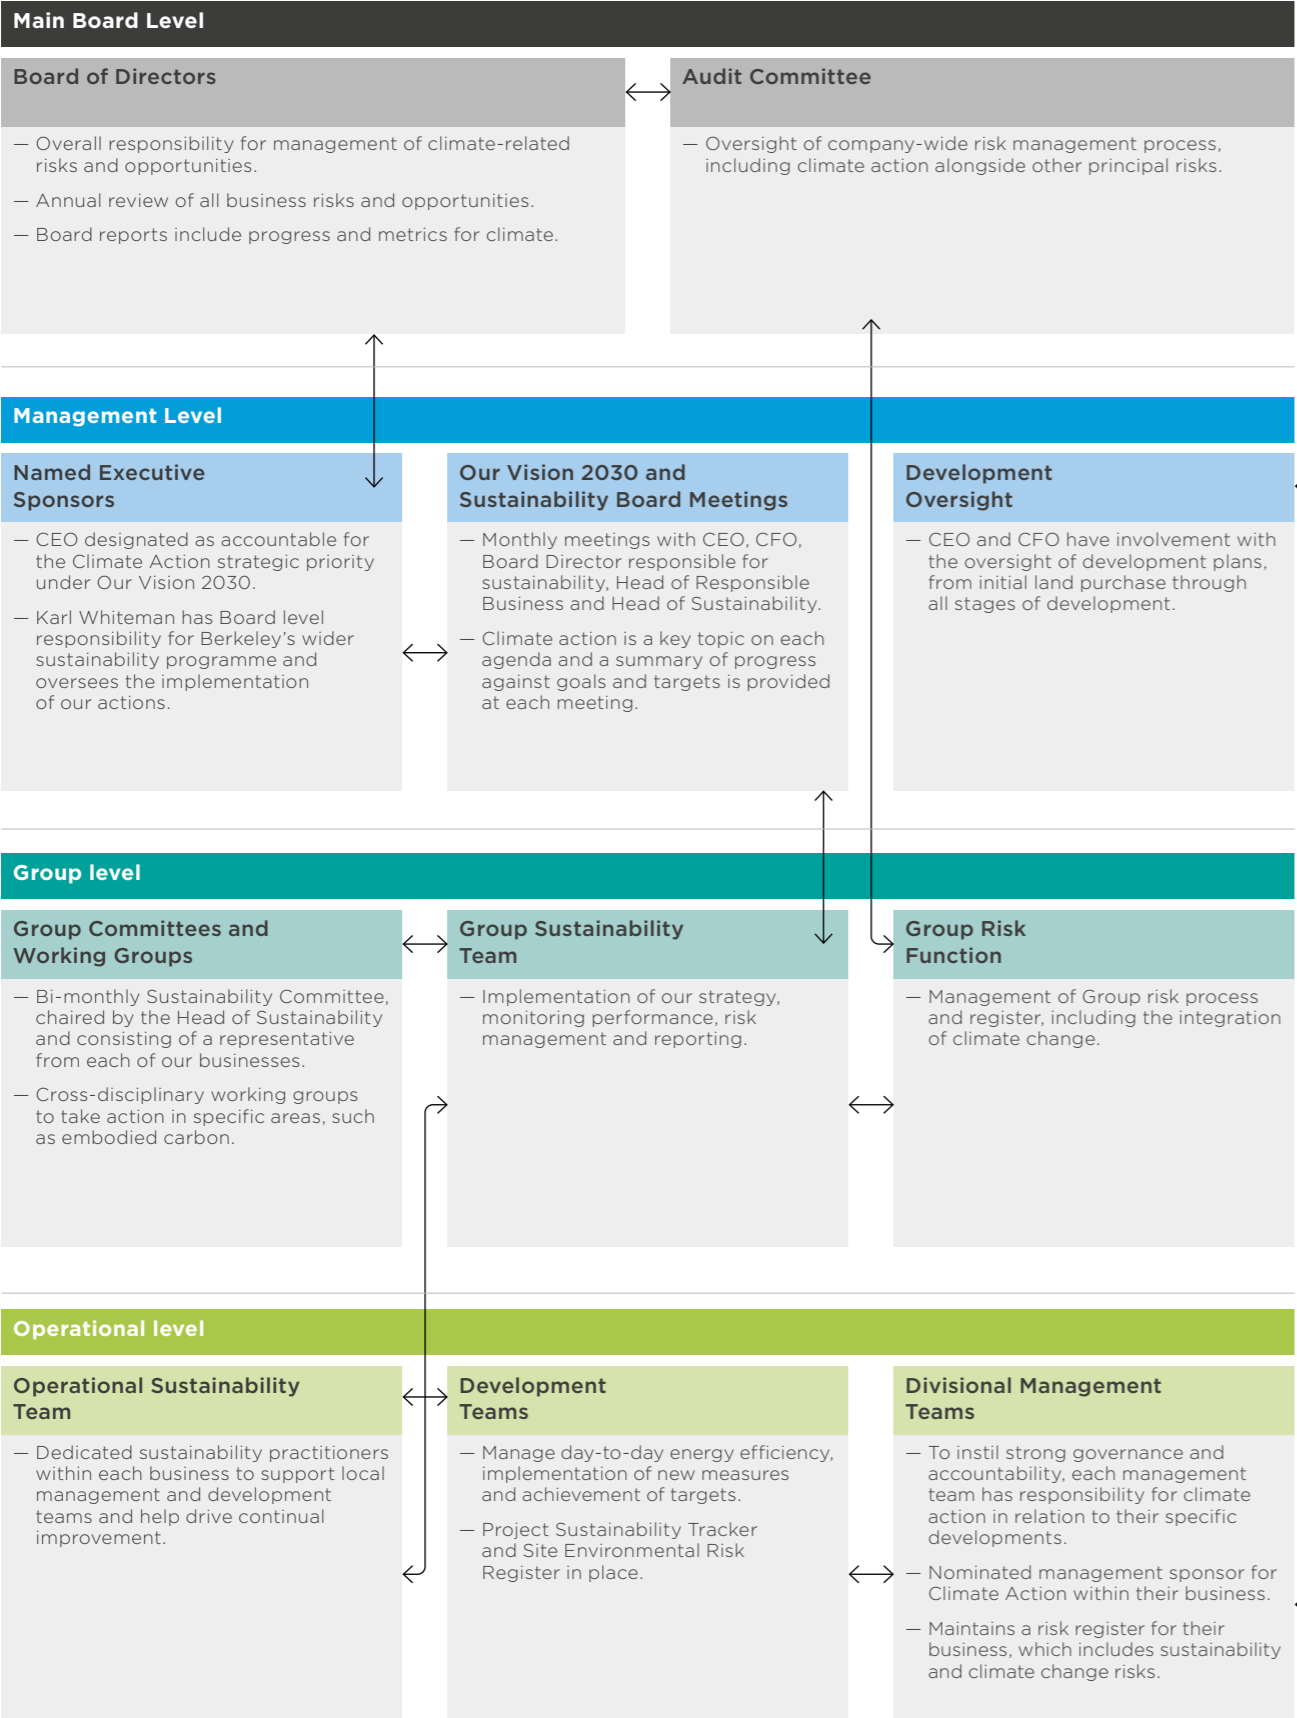 Main Board Level
Board of Directors
— Overall responsibility for management of climate-related
risks and opportunities.
— Annual review of all business risks and opportunities.
— Board reports include progress and metrics for climate.
Audit Committee
— Oversight of company-wide risk management process,
including climate action alongside other principal risks.
Management Level
Named Executive
Sponsors
— CEO designated as accountable for
the Climate Action strategic priority
under Our Vision 2030.
— Karl Whiteman has Board level
responsibility for Berkeley’s wider
sustainability programme and
oversees the implementation
of our actions.
Our Vision 2030 and
Sustainability Board Meetings
— Monthly meetings with CEO, CFO,
Board Director responsible for
sustainability, Head of Responsible
Business and Head of Sustainability.
— Climate action is a key topic on each
agenda and a summary of progress
against goals and targets is provided
at each meeting.
Development
Oversight
— CEO and CFO have involvement with
the oversight of development plans,
from initial land purchase through
all stages of development.
Group level
Group Committees and
Working Groups
— Bi-monthly Sustainability Committee,
chaired by the Head of Sustainability
and consisting of a representative
from each of our businesses.
— Cross-disciplinary working groups
to take action in specific areas, such
as embodied carbon.
Group Sustainability
Team
— Implementation of our strategy,
monitoring performance, risk
management and reporting.
Group Risk
Function
— Management of Group risk process
and register, including the integration
of climate change.
Operational level
Operational Sustainability
Team
— Dedicated sustainability practitioners
within each business to support local
management and development
teams and help drive continual
improvement.
Development
Teams
— Manage day-to-day energy efficiency,
implementation of new measures
and achievement of targets.
— Project Sustainability Tracker
and Site Environmental Risk
Register in place.
Divisional Management
Teams
— To instil strong governance and
accountability, each management
team has responsibility for climate
action in relation to their specific
developments.
— Nominated management sponsor for
Climate Action within their business.
— Maintains a risk register for their
business, which includes sustainability
and climate change risks.